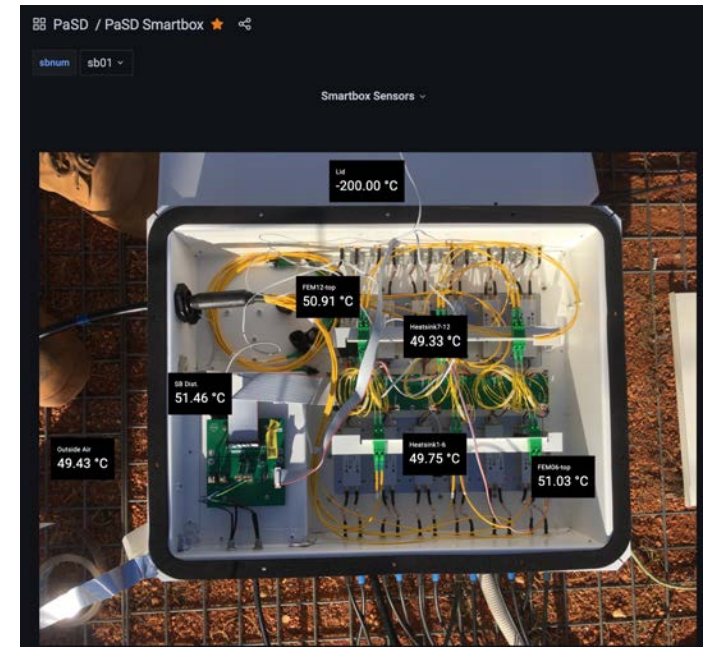 PaSD / PaSD Smartbox
sbnum sb01
Smartbox Sensors
Lid
-200.00 °C
FEM12-top
50.91 °C
Heatsink7-12
49.33 °C
SB Dist.
51.46 °C
Outside Air
49.43 °C
Heatsink1-6
49.75 °C
FEM06-top
51.03 °C